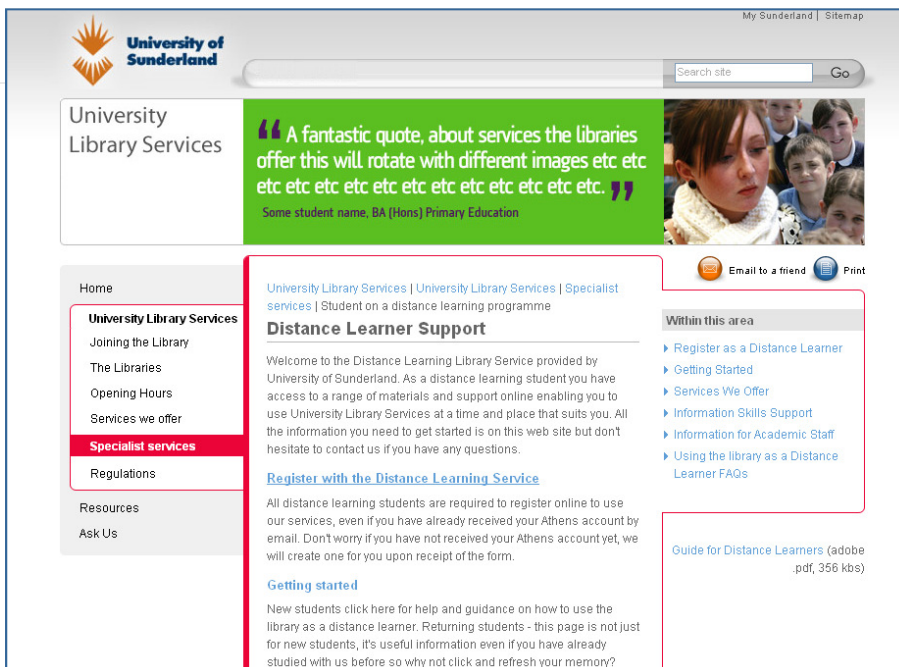 My Sunderland | Sitemap
University of
Sunderland
Search site
Go
University
Library Services
“ A fantastic quote, about services the libraries
offer this will rotate with different images etc etc
etc etc etc etc etc etc etc etc etc etc etc etc. ”
Some student name, BA (Hons) Primary Education
Email to a friend
Print
Home
University Library Services
Joining the Library
The Libraries
Opening Hours
Services we offer
Specialist services
Regulations
Resources
Ask Us
University Library Services | University Library Services | Specialist
services | Student on a distance learning programme
Distance Learner Support
Welcome to the Distance Learning Library Service provided by
University of Sunderland. As a distance learning student you have
access to a range of materials and support online enabling you to
use University Library Services at a time and place that suits you. All
the information you need to get started is on this web site but don't
hesitate to contact us if you have any questions.
Register with the Distance Learning Service
All distance learning students are required to register online to use
our services, even if you have already received your Athens account by
email. Don't worry if you have not received your Athens account yet, we
will create one for you upon receipt of the form.
Getting started
New students click here for help and guidance on how to use the
library as a distance learner. Returning students - this page is not just
for new students, it's useful information even if you have already
studied with us before so why not click and refresh your memory?
Within this area
Register as a Distance Learner
Getting Started
Services We Offer
Information Skills Support
Information for Academic Staff
Using the library as a Distance
Learner FAQs
Guide for Distance Learners (adobe
.pdf, 356 kbs)